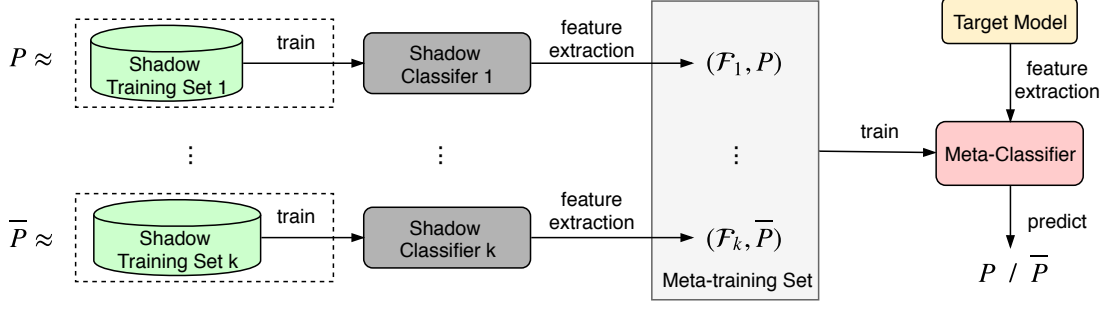 P ≈
Shadow
Training Set 1
train
Shadow
Classifer 1
feature
extraction
(ℱ₁, P)
Target Model
feature
extraction
⋮
⋮
⋮
train
Meta-Classifier
P̅ ≈
Shadow
Training Set k
train
Shadow
Classifier k
feature
extraction
(ℱₖ, P̅)
Meta-training Set
predict
P / P̅